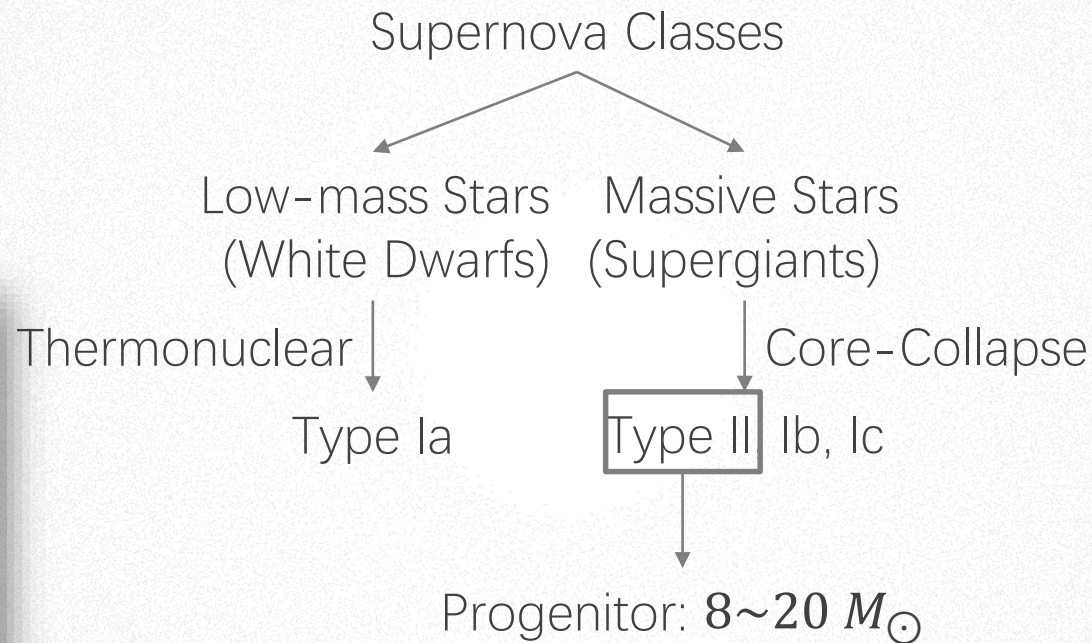 Supernova Classes
Low-mass Stars
(White Dwarfs)
Massive Stars
(Supergiants)
Thermonuclear
Core-Collapse
Type Ia
Type II, Ib, Ic
Progenitor: 8~20 M☉